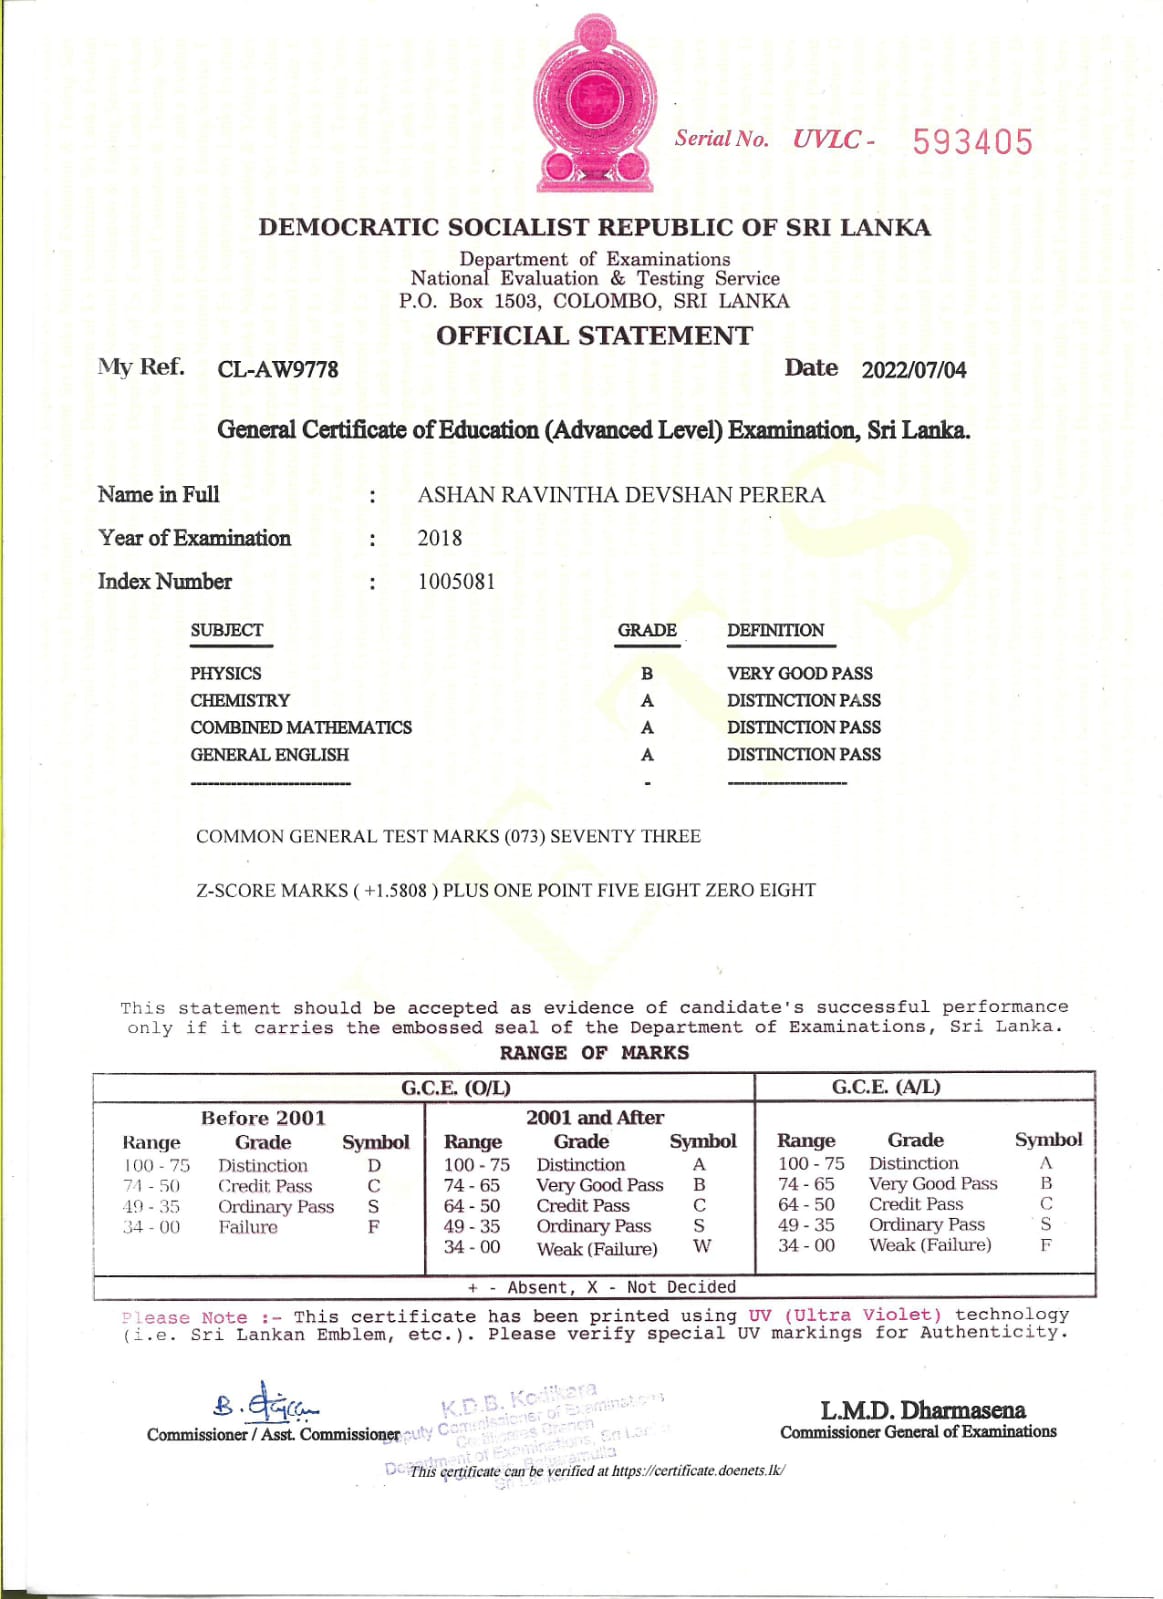 Serial No. UVLC - 593405
DEMOCRATIC SOCIALIST REPUBLIC OF SRI LANKA
Department of Examinations
National Evaluation & Testing Service
P.O. Box 1503, COLOMBO, SRI LANKA
OFFICIAL STATEMENT
My Ref. CL-AW9778 Date 2022/07/04
General Certificate of Education (Advanced Level) Examination, Sri Lanka.
Name in Full : ASHAN RAVINTHA DEVSHAN PERERA
Year of Examination : 2018
Index Number : 1005081
SUBJECT GRADE DEFINITION
PHYSICS B VERY GOOD PASS
CHEMISTRY A DISTINCTION PASS
COMBINED MATHEMATICS A DISTINCTION PASS
GENERAL ENGLISH A DISTINCTION PASS
-------------------------- - --------------------
COMMON GENERAL TEST MARKS (073) SEVENTY THREE
Z-SCORE MARKS ( +1.5808 ) PLUS ONE POINT FIVE EIGHT ZERO EIGHT
NETS
This statement should be accepted as evidence of candidate's successful performance
only if it carries the embossed seal of the Department of Examinations, Sri Lanka.
RANGE OF MARKS
G.C.E. (O/L) G.C.E. (A/L)
Before 2001 2001 and After
Range Grade Symbol Range Grade Symbol Range Grade Symbol
100 - 75 Distinction D 100 - 75 Distinction A 100 - 75 Distinction A
74 - 50 Credit Pass C 74 - 65 Very Good Pass B 74 - 65 Very Good Pass B
49 - 35 Ordinary Pass S 64 - 50 Credit Pass C 64 - 50 Credit Pass C
34 - 00 Failure F 49 - 35 Ordinary Pass S 49 - 35 Ordinary Pass S
34 - 00 Weak (Failure) W 34 - 00 Weak (Failure) F
+ - Absent, X - Not Decided
Please Note :- This certificate has been printed using UV (Ultra Violet) technology
(i.e. Sri Lankan Emblem, etc.). Please verify special UV markings for Authenticity.
K.D.B. Kodikara
Deputy Commissioner of Examinations
Certificates Branch
Department of Examinations, Sri Lanka
Commissioner / Asst. Commissioner
L.M.D. Dharmasena
Commissioner General of Examinations
This certificate can be verified at https://certificate.doenets.lk/